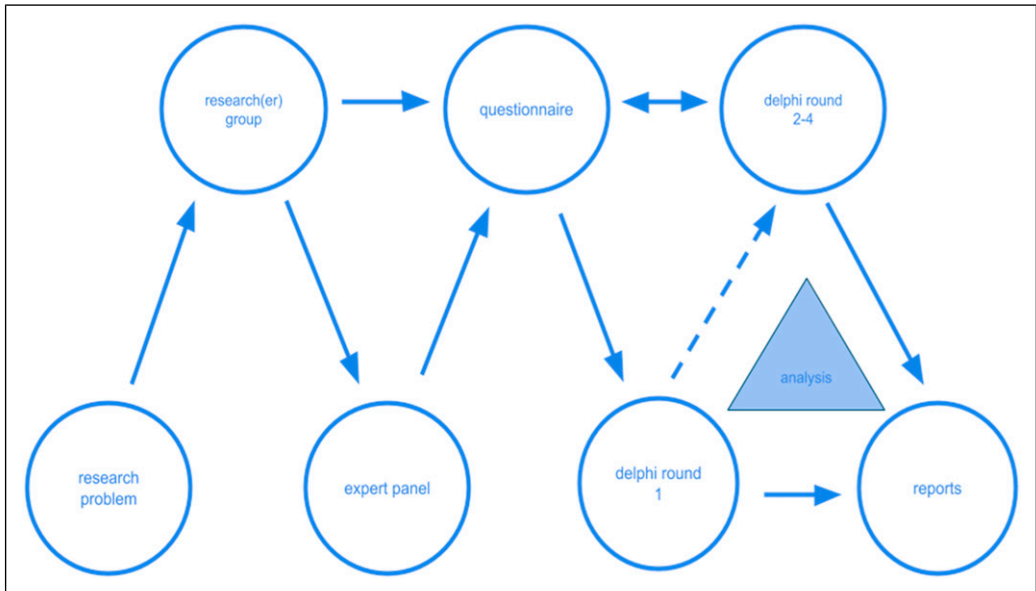 research(er)
group
questionnaire
delphi round
2-4
analysis
research
problem
expert panel
delphi round
1
reports